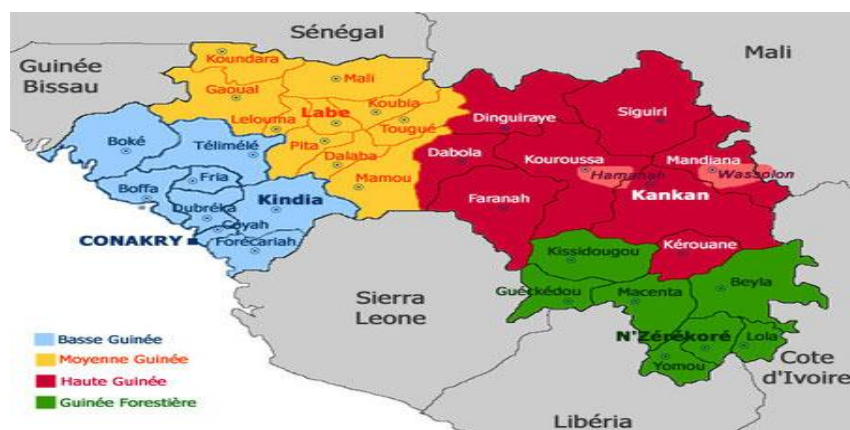 Sénégal
Guinée
Bissau
Mali
Koundara
Mali
Gaoual
Labe
Koubia
Lelouma
Tougué
Dinguiraye
Siguiri
Boké
Télimélé
Pita
Dalaba
Dabola
Kouroussa
Mandiana
Hamanah
Wassolon
Fria
Boffa
Mamou
Kindia
Faranah
Kankan
Dubréka
Coyah
CONAKRY
Forécariah
Kissidougou
Kérouane
Beyla
Guéckédou
Macenta
Sierra
Leone
N'Zérékoré
Lola
Yomou
Cote
d'Ivoire
Libéria
Basse Guinée
Moyenne Guinée
Haute Guinée
Guinée Forestière